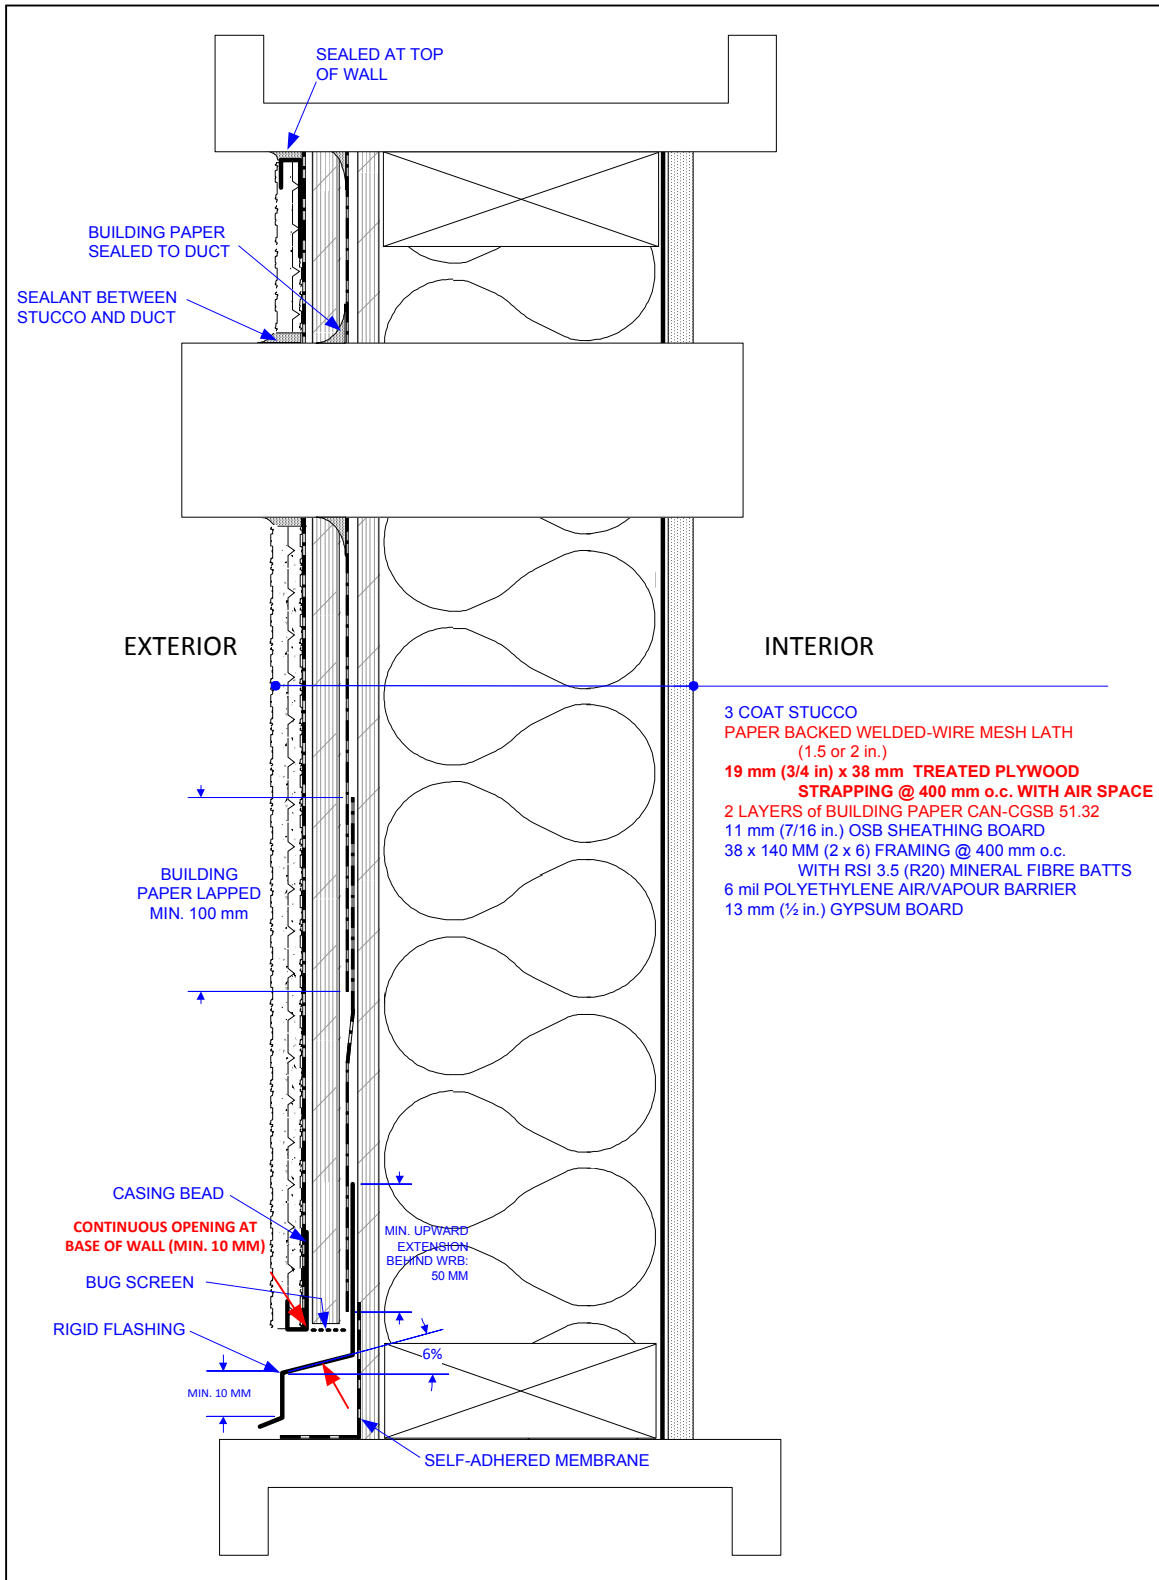 SEALED AT TOP
OF WALL
BUILDING PAPER
SEALED TO DUCT
SEALANT BETWEEN
STUCCO AND DUCT
EXTERIOR
INTERIOR
3 COAT STUCCO
PAPER BACKED WELDED-WIRE MESH LATH
(1.5 or 2 in.)
19 mm (3/4 in) x 38 mm TREATED PLYWOOD
STRAPPING @ 400 mm o.c. WITH AIR SPACE
2 LAYERS of BUILDING PAPER CAN-CGSB 51.32
11 mm (7/16 in.) OSB SHEATHING BOARD
38 x 140 MM (2 x 6) FRAMING @ 400 mm o.c.
WITH RSI 3.5 (R20) MINERAL FIBRE BATTS
6 mil POLYETHYLENE AIR/VAPOUR BARRIER
13 mm (½ in.) GYPSUM BOARD
BUILDING
PAPER LAPPED
MIN. 100 mm
CASING BEAD
CONTINUOUS OPENING AT
BASE OF WALL (MIN. 10 MM)
BUG SCREEN
RIGID FLASHING
MIN. 10 MM
MIN. UPWARD
EXTENSION
BEHIND WRB:
50 MM
6%
SELF-ADHERED MEMBRANE